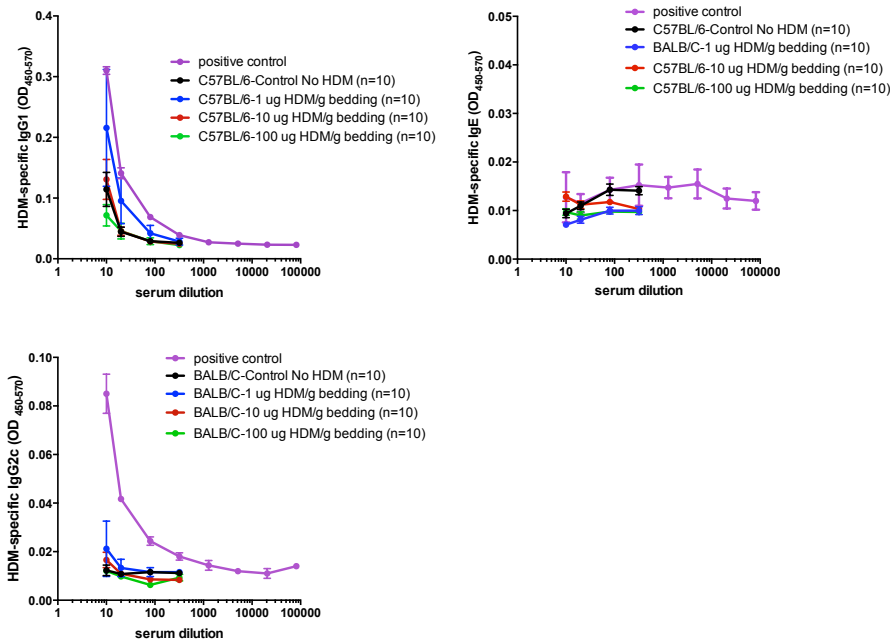 HDM-specific IgG1 (OD450-570)
0.4
0.3
0.2
0.1
0.0
1 10 100 1000 10000 100000
serum dilution
positive control
C57BL/6-Control No HDM (n=10)
C57BL/6-1 ug HDM/g bedding (n=10)
C57BL/6-10 ug HDM/g bedding (n=10)
C57BL/6-100 ug HDM/g bedding (n=10)
HDM-specific IgE (OD450-570)
0.05
0.04
0.03
0.02
0.01
0.00
1 10 100 1000 10000 100000
serum dilution
positive control
C57BL/6-Control No HDM (n=10)
BALB/C-1 ug HDM/g bedding (n=10)
C57BL/6-10 ug HDM/g bedding (n=10)
C57BL/6-100 ug HDM/g bedding (n=10)
HDM-specific IgG2c (OD 450-570)
0.10
0.08
0.06
0.04
0.02
0.00
1 10 100 1000 10000 100000
serum dilution
positive control
BALB/C-Control No HDM (n=10)
BALB/C-1 ug HDM/g bedding (n=10)
BALB/C-10 ug HDM/g bedding (n=10)
BALB/C-100 ug HDM/g bedding (n=10)